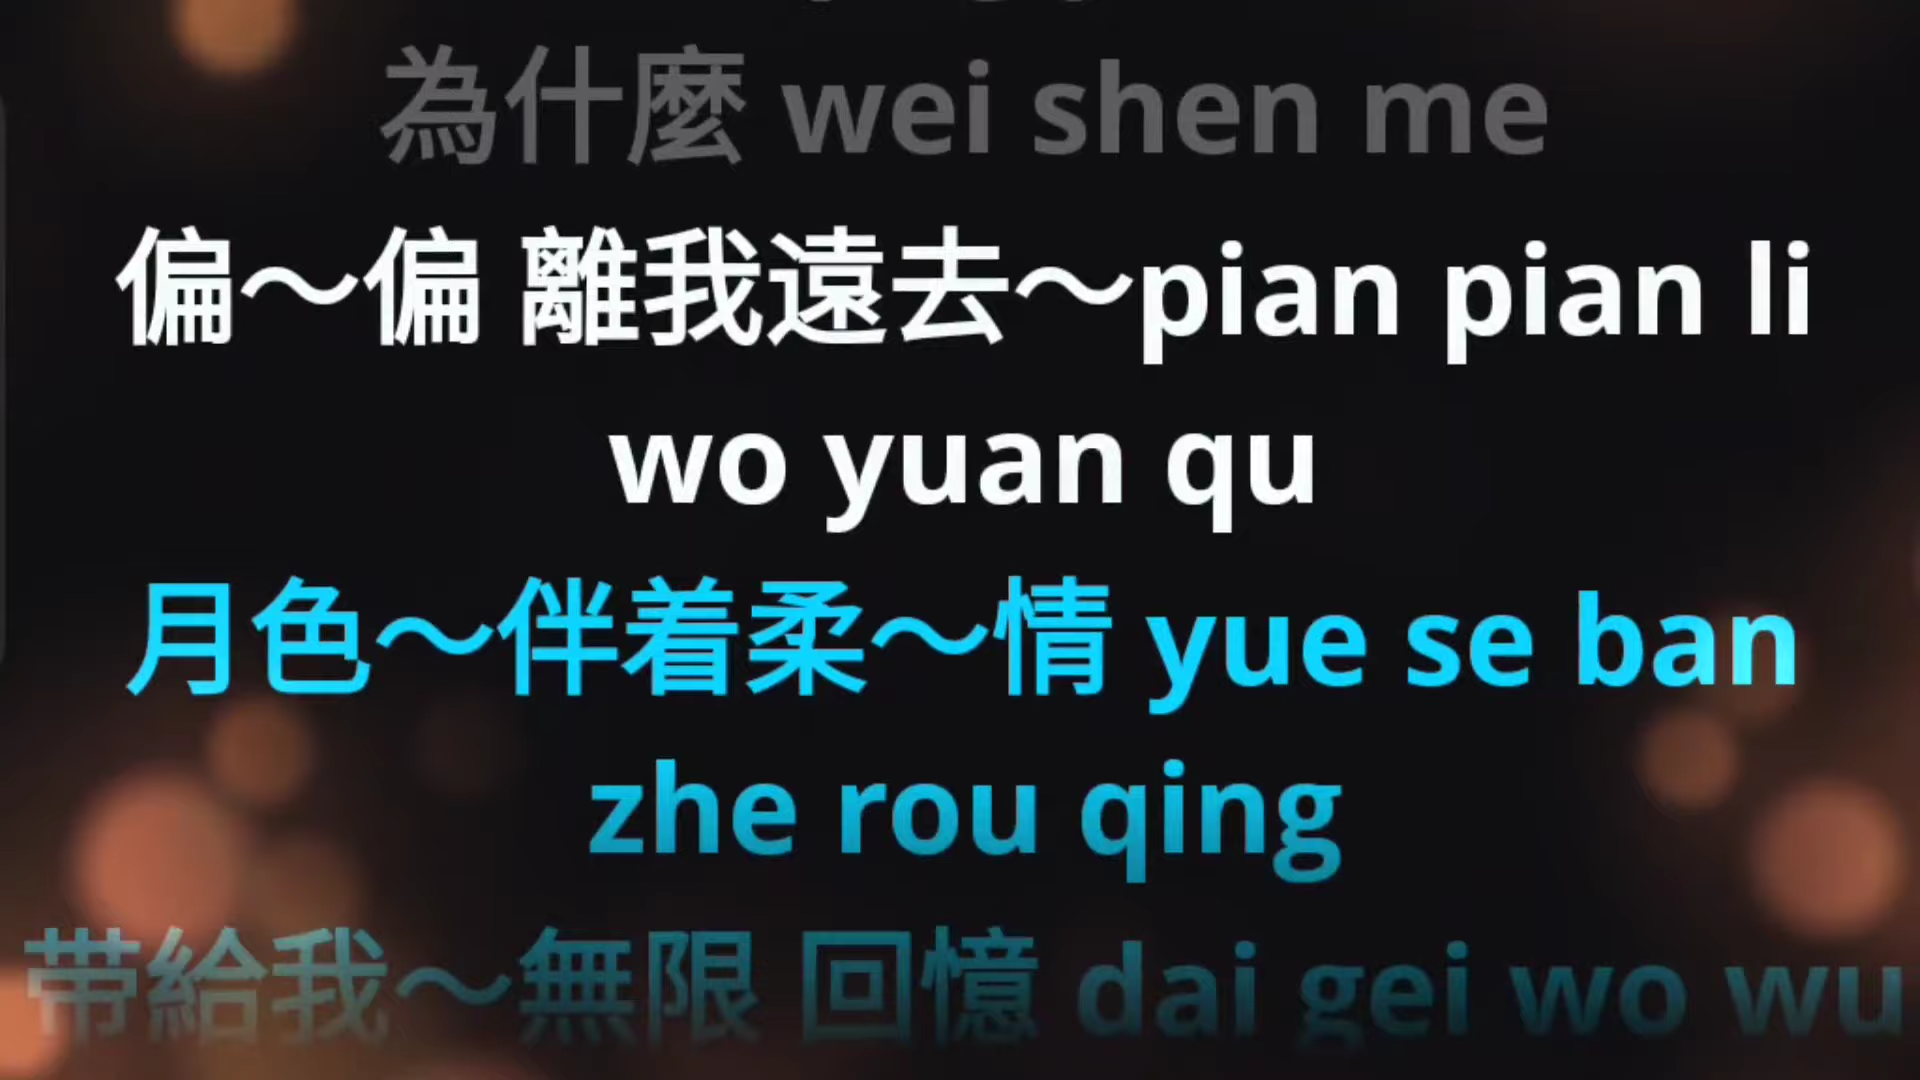 為什麼 wei shen me
偏～偏 離我遠去～pian pian li
wo yuan qu
月色～伴着柔～情 yue se ban
zhe rou qing
带給我～無限 回憶 dai gei wo wu